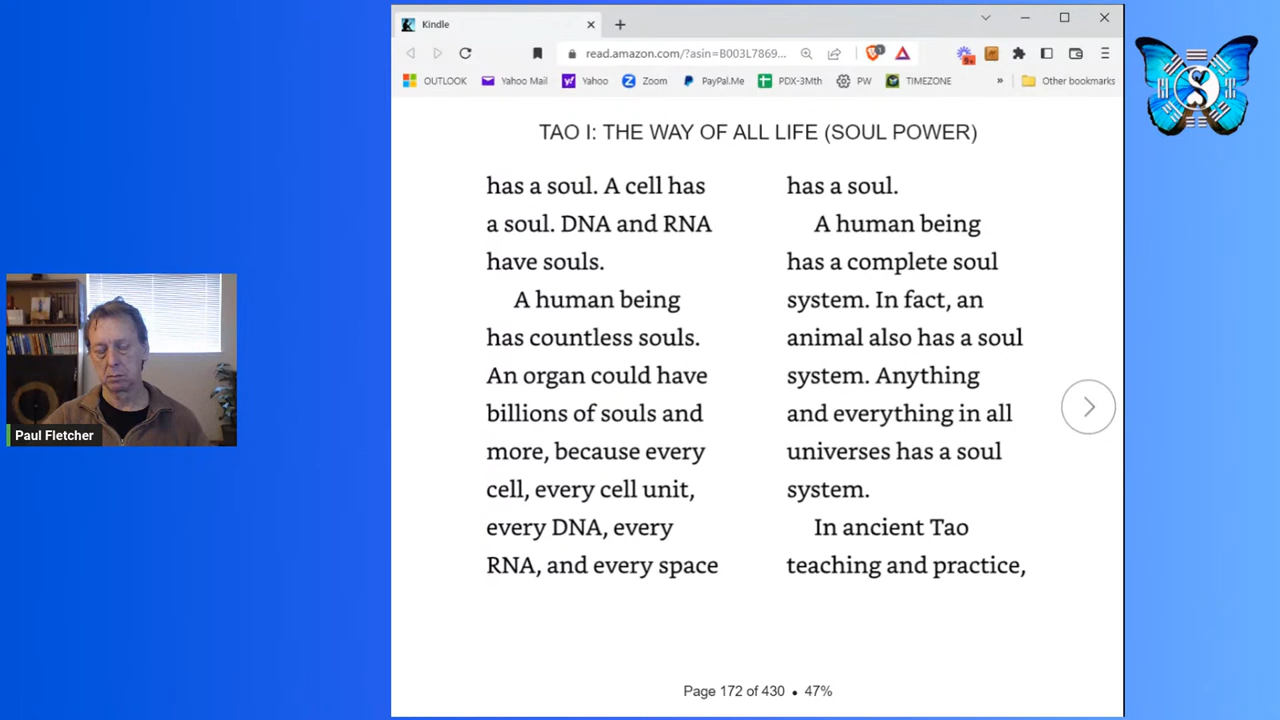 Kindle
read.amazon.com/?asin=B003L7869...
OUTLOOK Yahoo Mail Yahoo Zoom PayPal.Me PDX-3Mth PW TIMEZONE » Other bookmarks
TAO I: THE WAY OF ALL LIFE (SOUL POWER)
has a soul. A cell has
a soul. DNA and RNA
have souls.
A human being
has countless souls.
An organ could have
billions of souls and
more, because every
cell, every cell unit,
every DNA, every
RNA, and every space
has a soul.
A human being
has a complete soul
system. In fact, an
animal also has a soul
system. Anything
and everything in all
universes has a soul
system.
In ancient Tao
teaching and practice,
Page 172 of 430 • 47%
Paul Fletcher